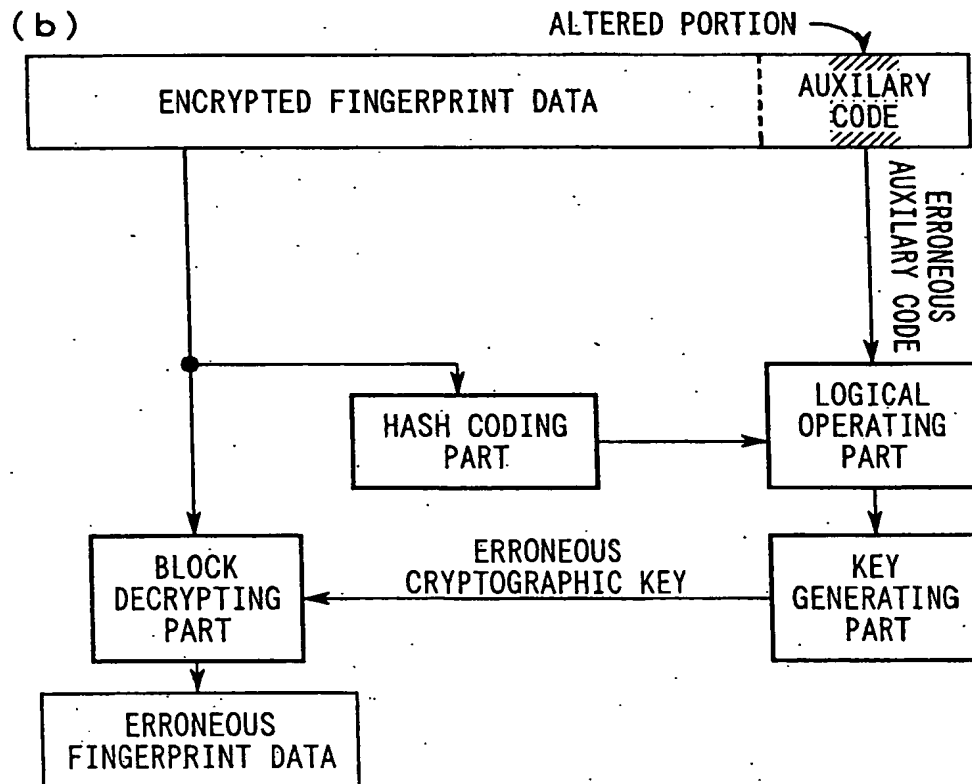 (b)
ALTERED PORTION
ENCRYPTED FINGERPRINT DATA
AUXILARY
CODE
ERRONEOUS
AUXILARY CODE
HASH CODING
PART
LOGICAL
OPERATING
PART
BLOCK
DECRYPTING
PART
ERRONEOUS
CRYPTOGRAPHIC KEY
KEY
GENERATING
PART
ERRONEOUS
FINGERPRINT DATA